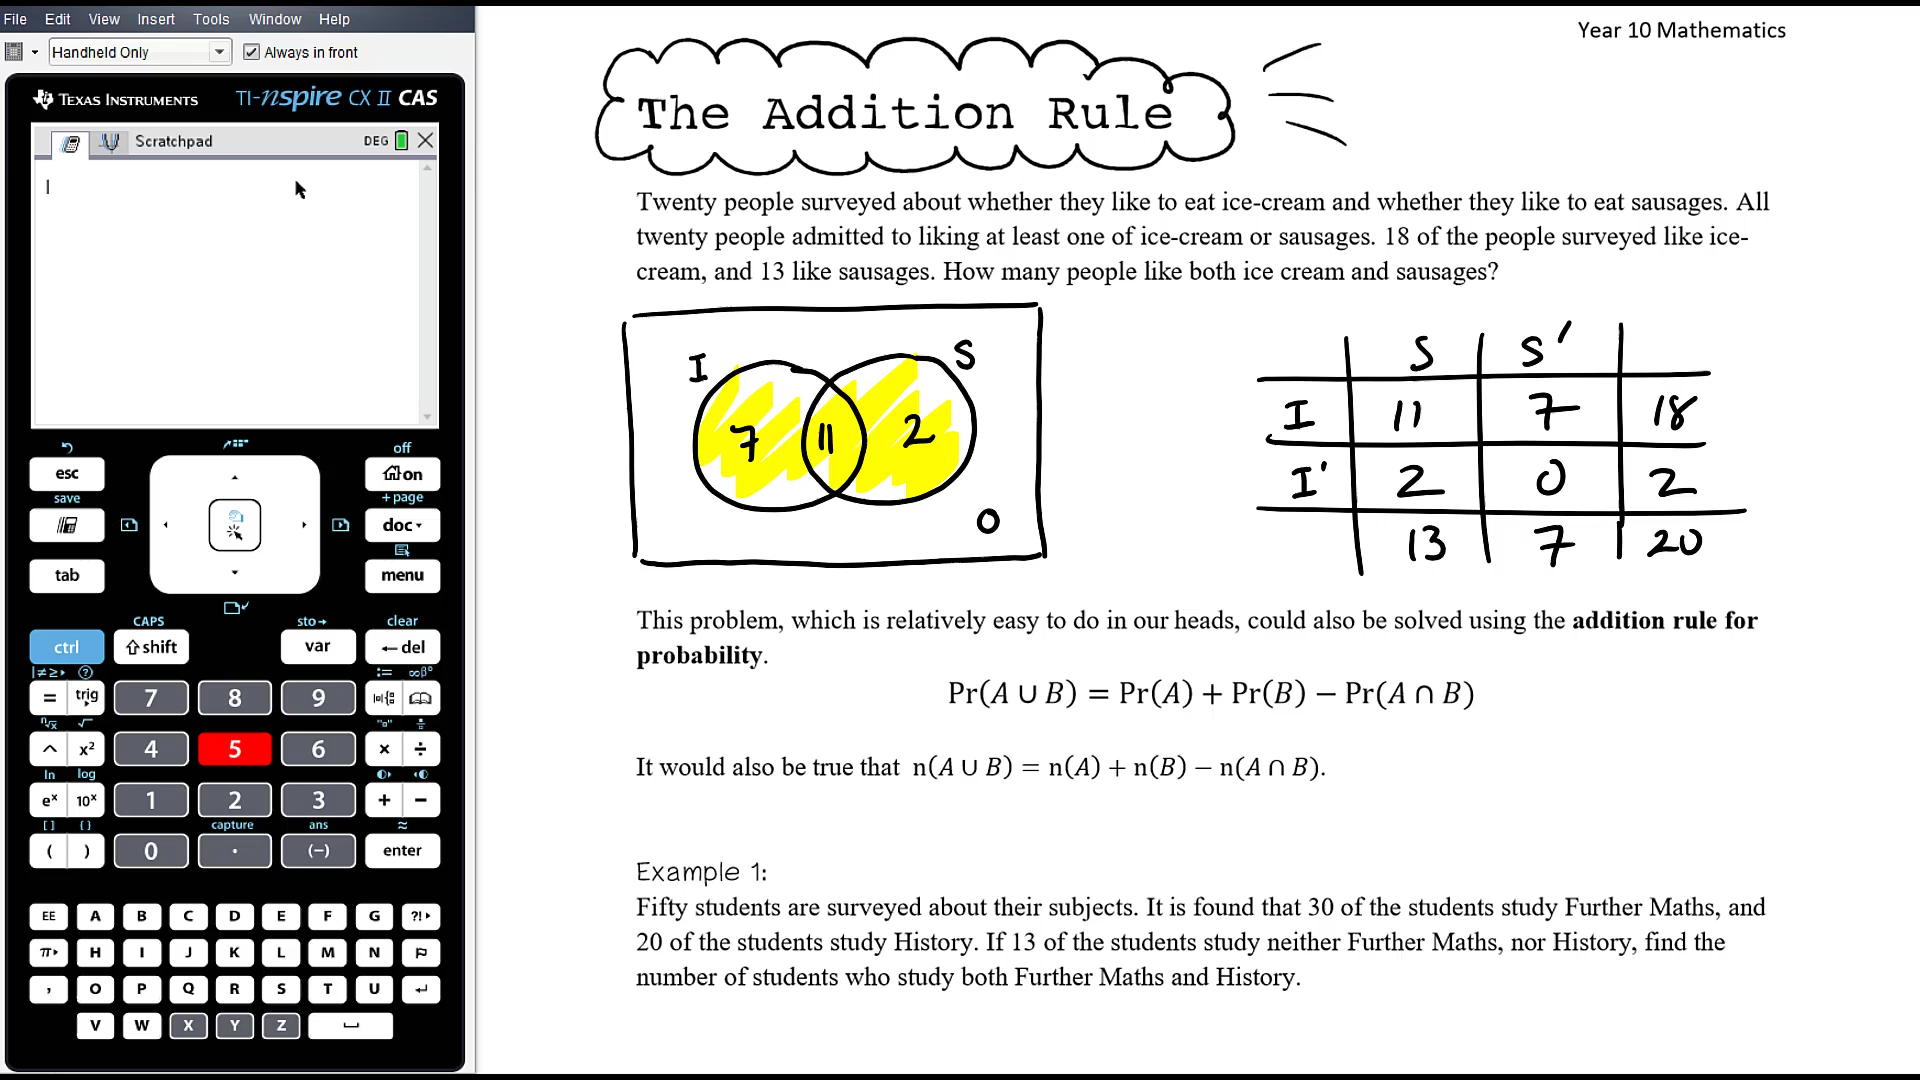 File Edit View Insert Tools Window Help
Handheld Only Always in front
TEXAS INSTRUMENTS TI-nspire CX II CAS
Scratchpad DEG
off
esc on
save + page
doc
tab menu
CAPS sto→ clear
ctrl shift var del
= trig 7 8 9
^ x² 4 5 6 × ÷
ln log
eˣ 10ˣ 1 2 3 + −
[ ] { } capture ans ≈
( ) 0 . (−) enter
EE A B C D E F G ?!
π H I J K L M N
, O P Q R S T U
V W X Y Z
Year 10 Mathematics
The Addition Rule
Twenty people surveyed about whether they like to eat ice-cream and whether they like to eat sausages. All
twenty people admitted to liking at least one of ice-cream or sausages. 18 of the people surveyed like ice-
cream, and 13 like sausages. How many people like both ice cream and sausages?
I S
7 11 2
0
S S'
I 11 7 18
I' 2 0 2
13 7 20
This problem, which is relatively easy to do in our heads, could also be solved using the addition rule for
probability.
Pr(A ∪ B) = Pr(A) + Pr(B) − Pr(A ∩ B)
It would also be true that n(A ∪ B) = n(A) + n(B) − n(A ∩ B).
Example 1:
Fifty students are surveyed about their subjects. It is found that 30 of the students study Further Maths, and
20 of the students study History. If 13 of the students study neither Further Maths, nor History, find the
number of students who study both Further Maths and History.